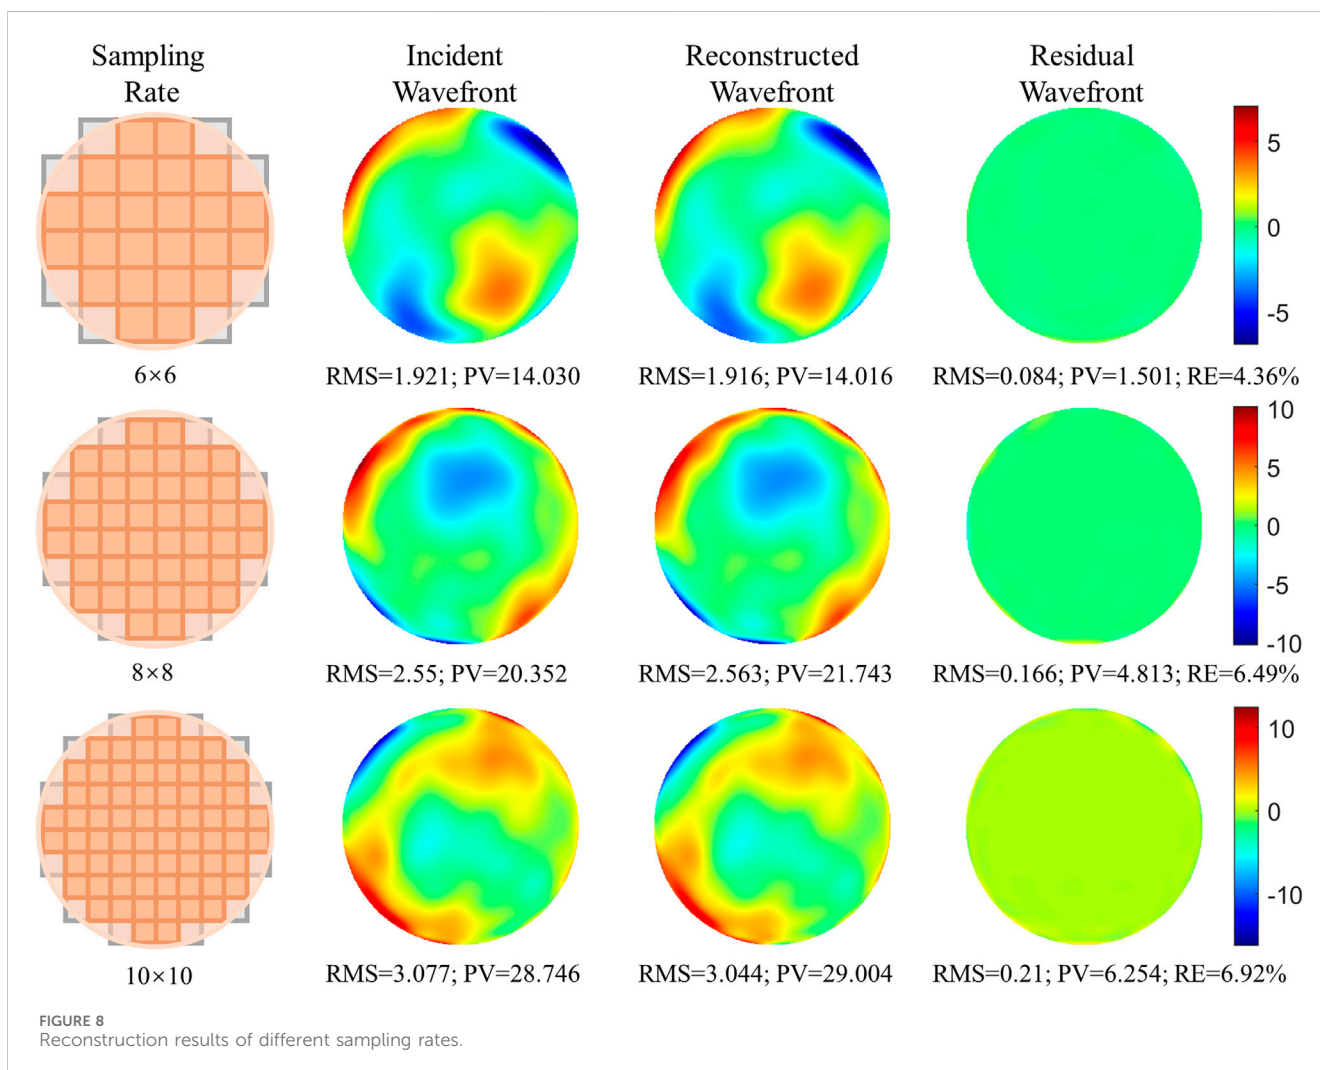 Sampling
Rate
Incident
Wavefront
Reconstructed
Wavefront
Residual
Wavefront
5
0
-5
6×6
RMS=1.921; PV=14.030
RMS=1.916; PV=14.016
RMS=0.084; PV=1.501; RE=4.36%
10
5
0
-5
-10
8×8
RMS=2.55; PV=20.352
RMS=2.563; PV=21.743
RMS=0.166; PV=4.813; RE=6.49%
10
0
-10
10×10
RMS=3.077; PV=28.746
RMS=3.044; PV=29.004
RMS=0.21; PV=6.254; RE=6.92%
FIGURE 8
Reconstruction results of different sampling rates.